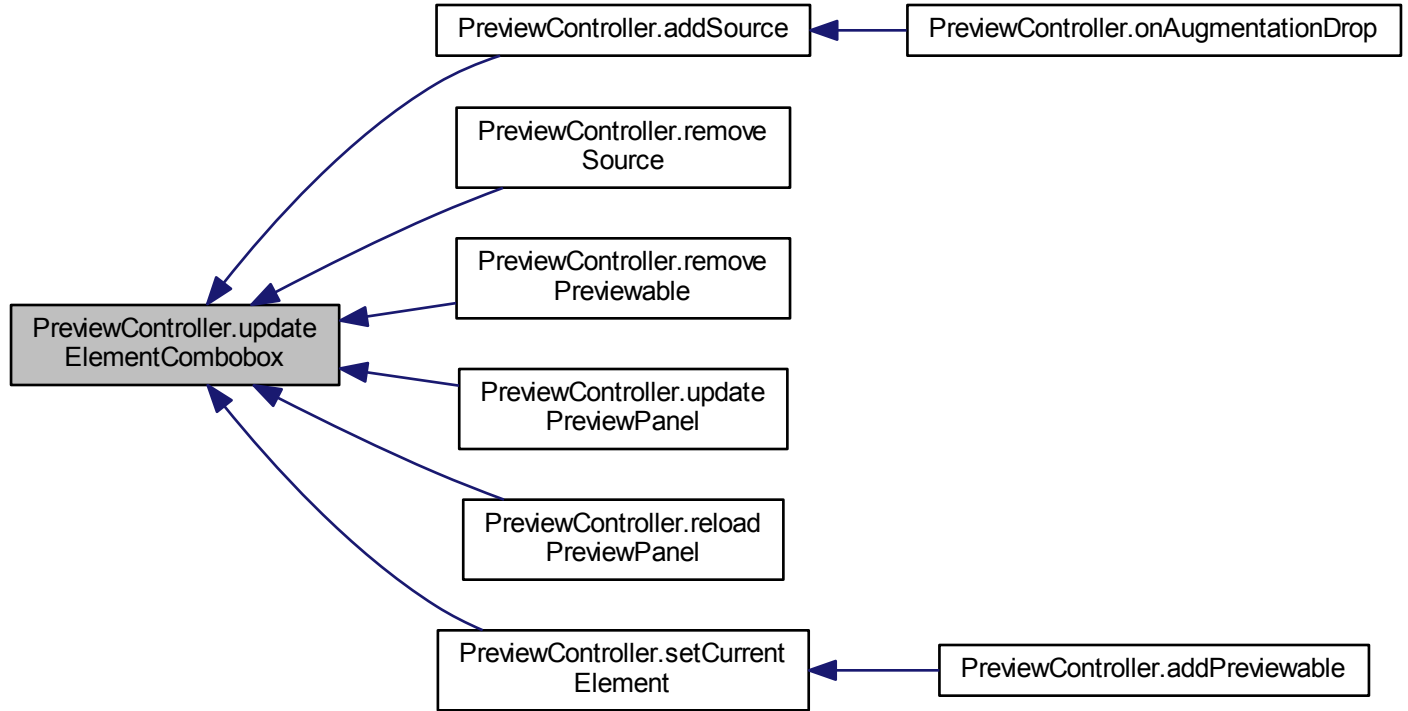 PreviewController.addSource
PreviewController.onAugmentationDrop
PreviewController.remove
Source
PreviewController.remove
Previewable
PreviewController.update
ElementCombobox
PreviewController.update
PreviewPanel
PreviewController.reload
PreviewPanel
PreviewController.setCurrent
Element
PreviewController.addPreviewable